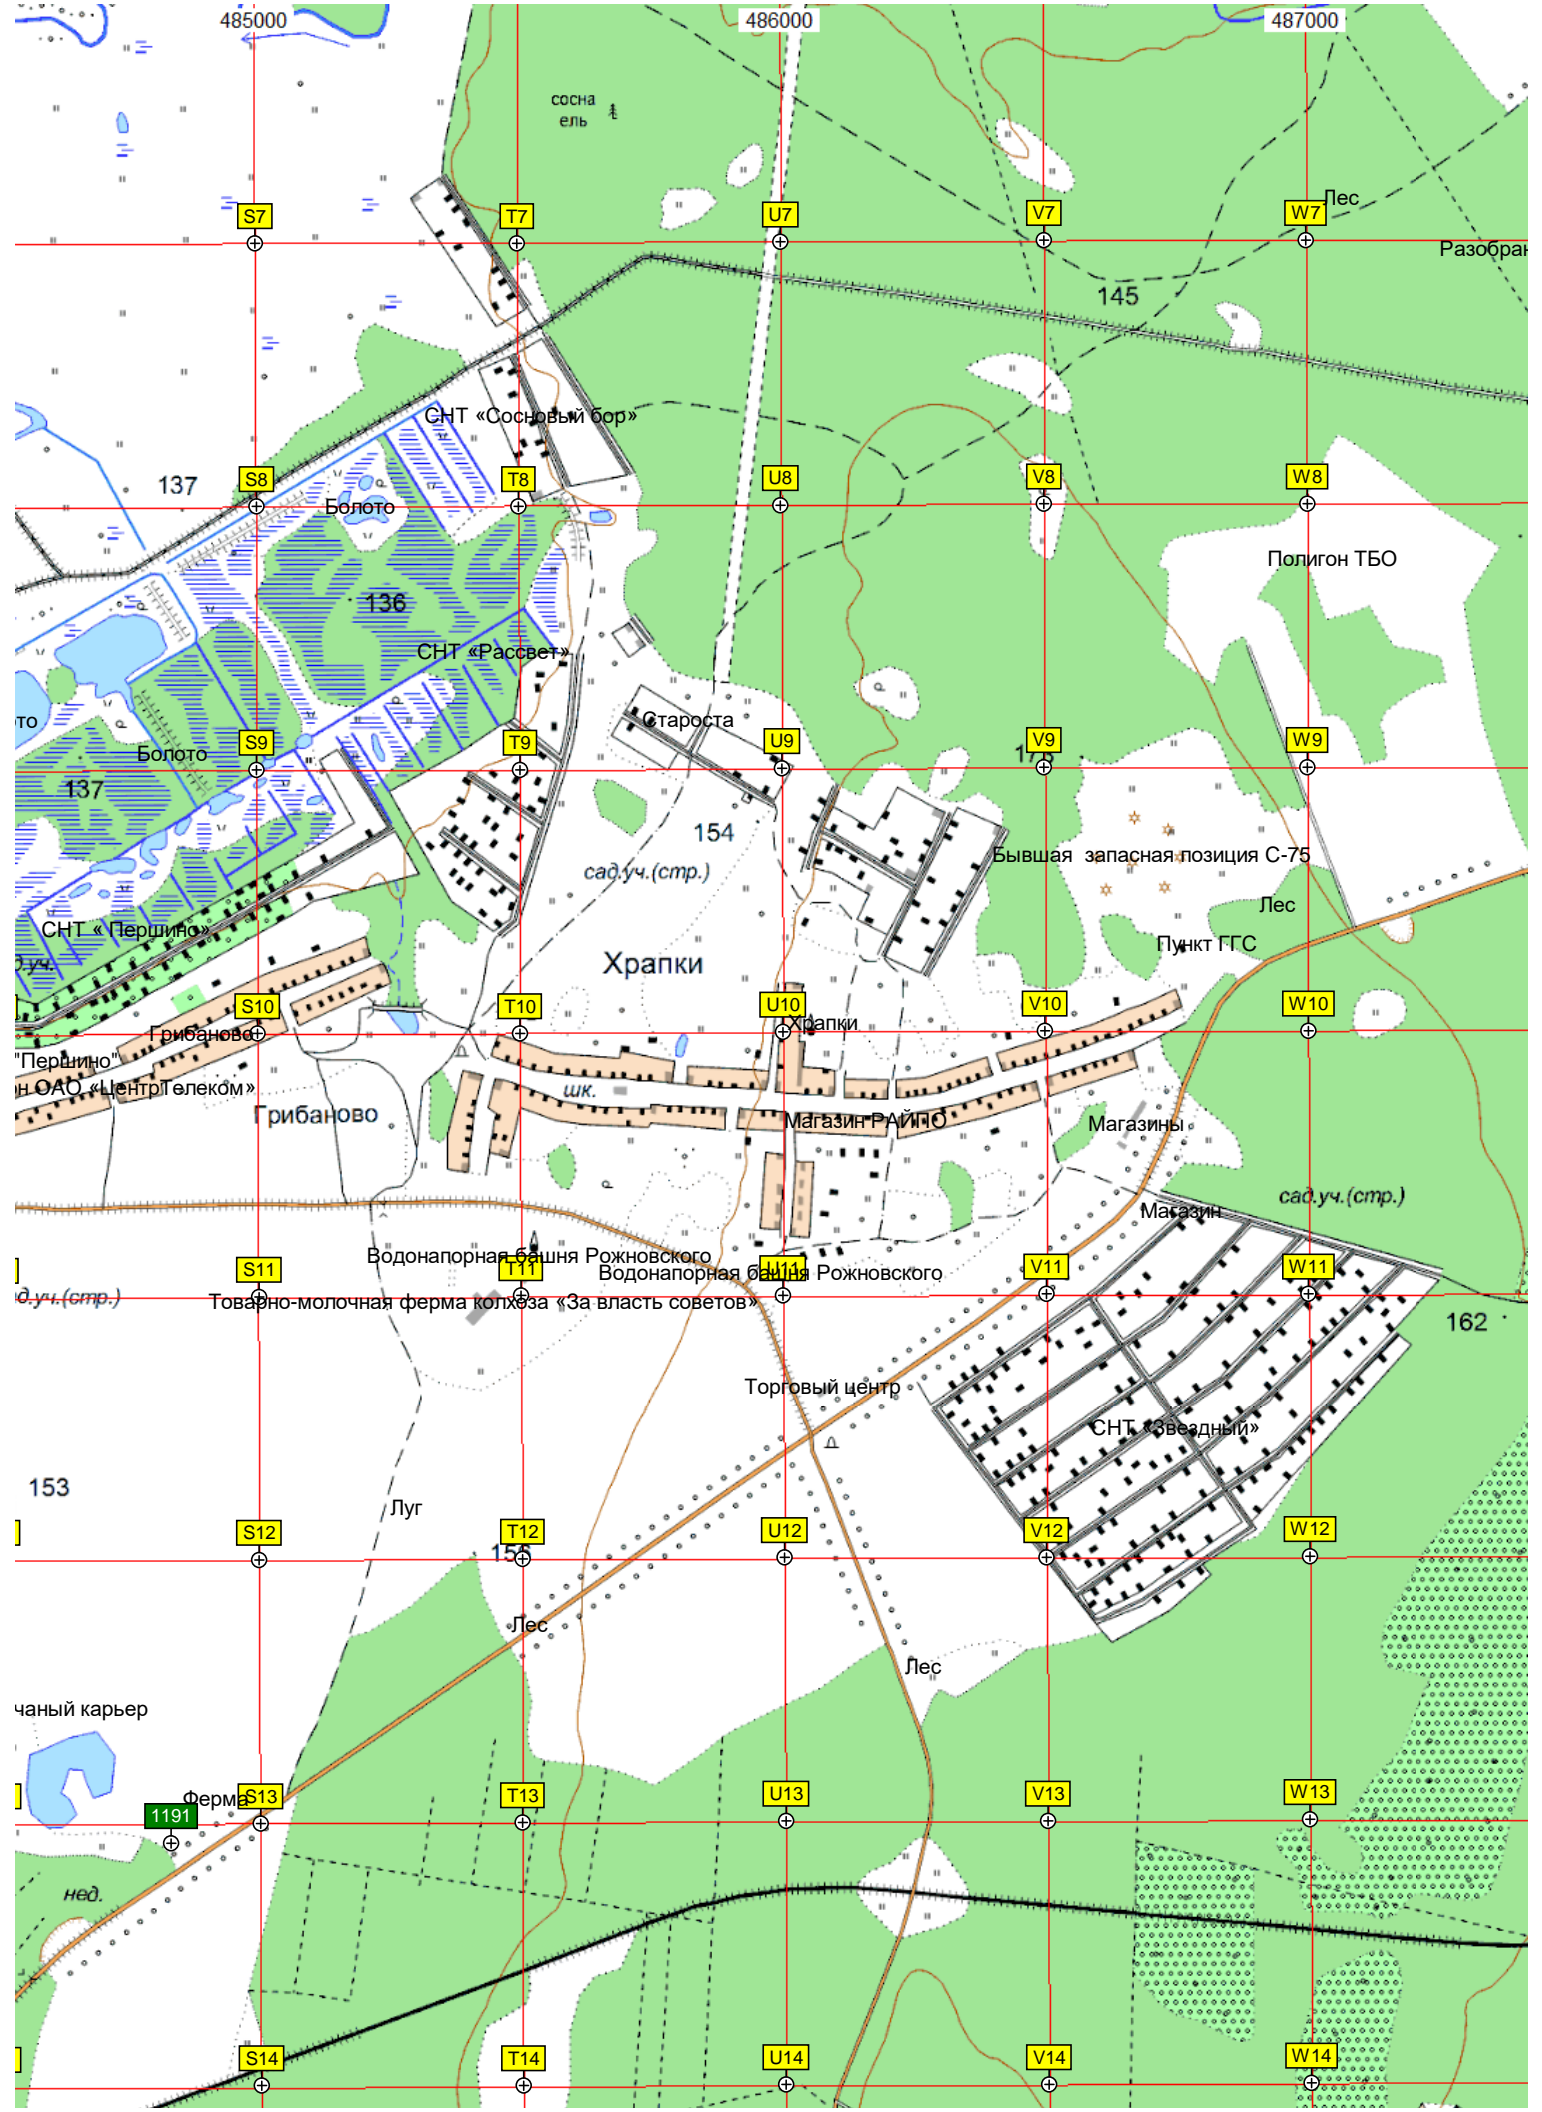 485000
486000
487000
сосна
ель
Лес
S7
T7
U7
V7
W7
145
СНТ «Сосновый бор»
S8
T8
U8
V8
W8
137
Болото
Полигон ТБО
136
СНТ «Рассвет»
Староста
S9
T9
U9
V9
W9
Болото
137
154
сад.уч.(стр.)
Бывшая запасная позиция С-75
Лес
СНТ « Першино»
Пункт ГГС
Храпки
S10
T10
U10
V10
W10
Храпки
Грибаново
"Першино"
ОАО «ЦентрТелеком»
шк.
Грибаново
Магазин РАЙПО
Магазины
сад.уч.(стр.)
Магазин
Водонапорная башня Рожновского
Водонапорная башня Рожновского
S11
T11
U11
V11
W11
Товарно-молочная ферма колхоза «За власть советов»
162
Торговый центр
СНТ «Звездный»
153
Луг
S12
T12
U12
V12
W12
Лес
Лес
карьер
Ферма
S13
T13
U13
V13
W13
1191
нед.
S14
T14
U14
V14
W14